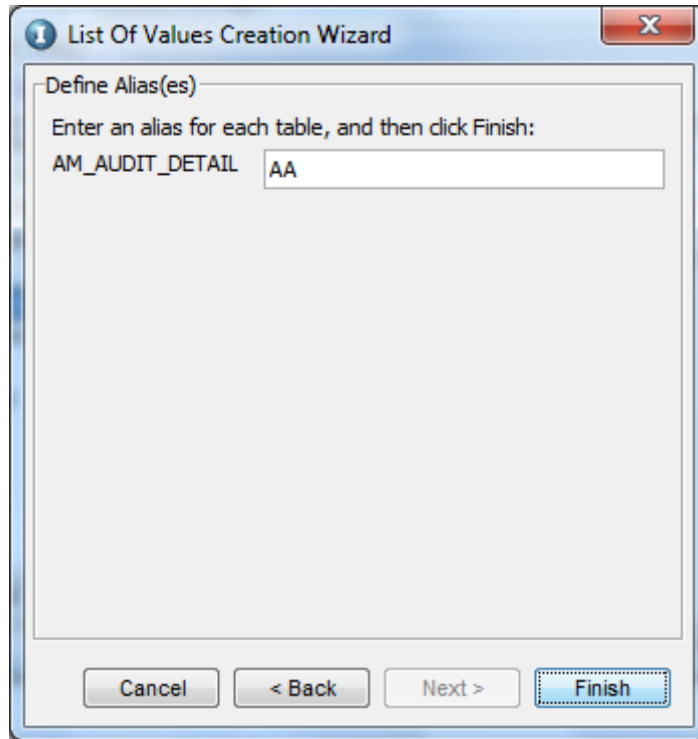 List Of Values Creation Wizard
Define Alias(es)
Enter an alias for each table, and then click Finish:
AM_AUDIT_DETAIL AA
Cancel < Back Next > Finish